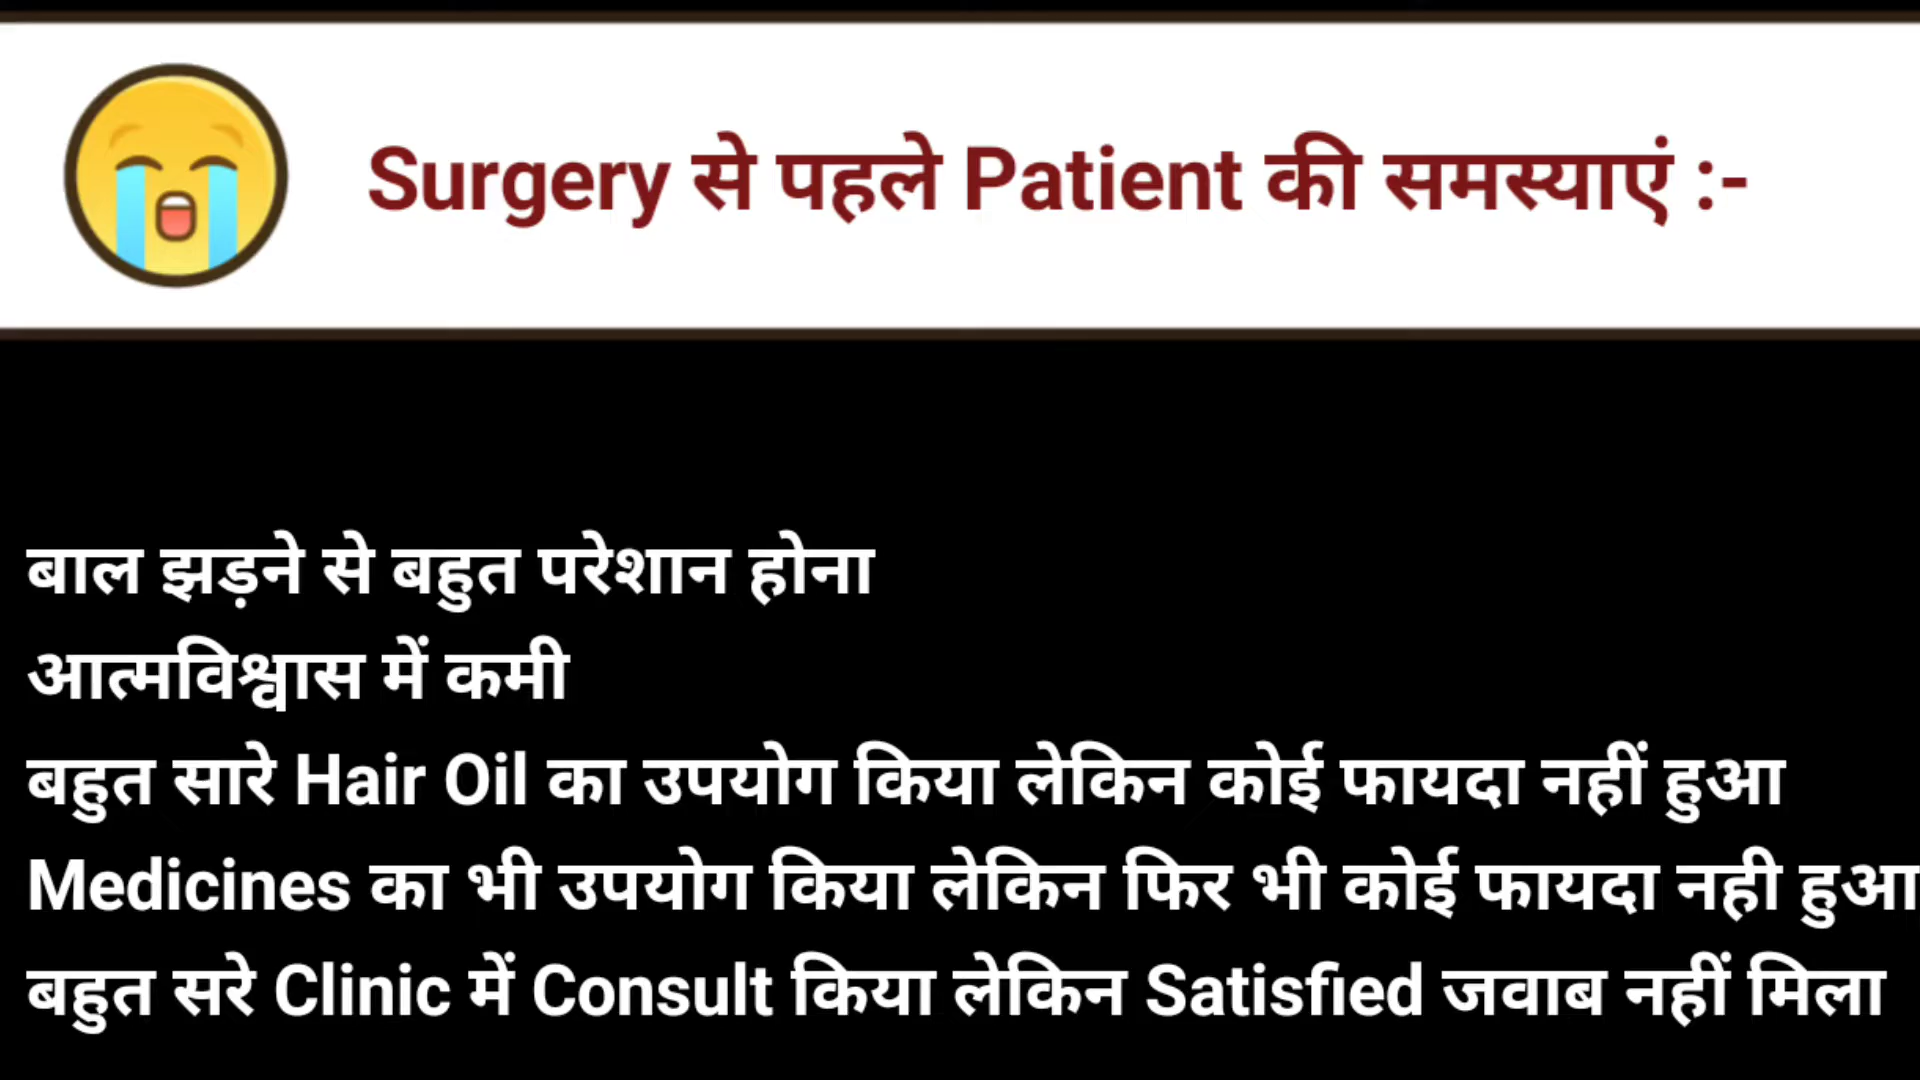 Surgery से पहले Patient की समस्याएं :-
बाल झड़ने से बहुत परेशान होना
आत्मविश्वास में कमी
बहुत सारे Hair Oil का उपयोग किया लेकिन कोई फायदा नहीं हुआ
Medicines का भी उपयोग किया लेकिन फिर भी कोई फायदा नही हुआ
बहुत सरे Clinic में Consult किया लेकिन Satisfied जवाब नहीं मिला